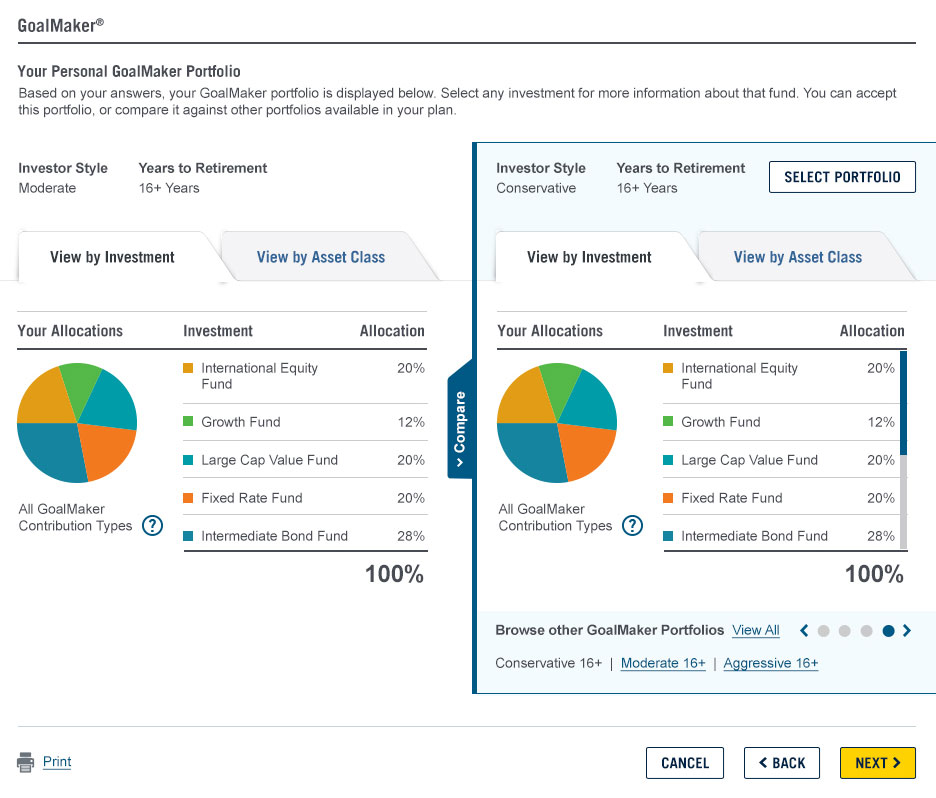 GoalMaker®
Your Personal GoalMaker Portfolio
Based on your answers, your GoalMaker portfolio is displayed below. Select any investment for more information about that fund. You can accept
this portfolio, or compare it against other portfolios available in your plan.
Investor Style Years to Retirement
Moderate 16+ Years
View by Investment View by Asset Class
Your Allocations Investment Allocation
International Equity 20%
Fund
Growth Fund 12%
Large Cap Value Fund 20%
Fixed Rate Fund 20%
Intermediate Bond Fund 28%
All GoalMaker
Contribution Types ?
100%
Compare
Investor Style Years to Retirement SELECT PORTFOLIO
Conservative 16+ Years
View by Investment View by Asset Class
Your Allocations Investment Allocation
International Equity 20%
Fund
Growth Fund 12%
Large Cap Value Fund 20%
Fixed Rate Fund 20%
Intermediate Bond Fund 28%
All GoalMaker
Contribution Types ?
100%
Browse other GoalMaker Portfolios View All
Conservative 16+ | Moderate 16+ | Aggressive 16+
Print CANCEL BACK NEXT